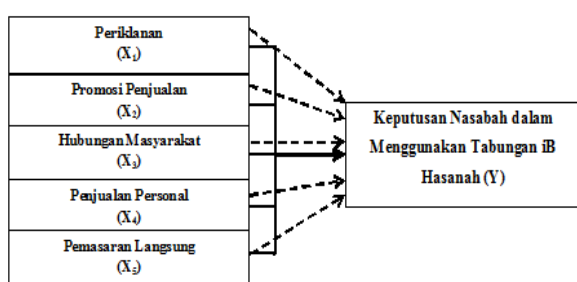 Periklanan
(X₁)
Promosi Penjualan
(X₂)
Hubungan Masyarakat
(X₃)
Penjualan Personal
(X₄)
Pemasaran Langsung
(X₅)
Keputusan Nasabah dalam
Menggunakan Tabungan iB
Hasanah (Y)